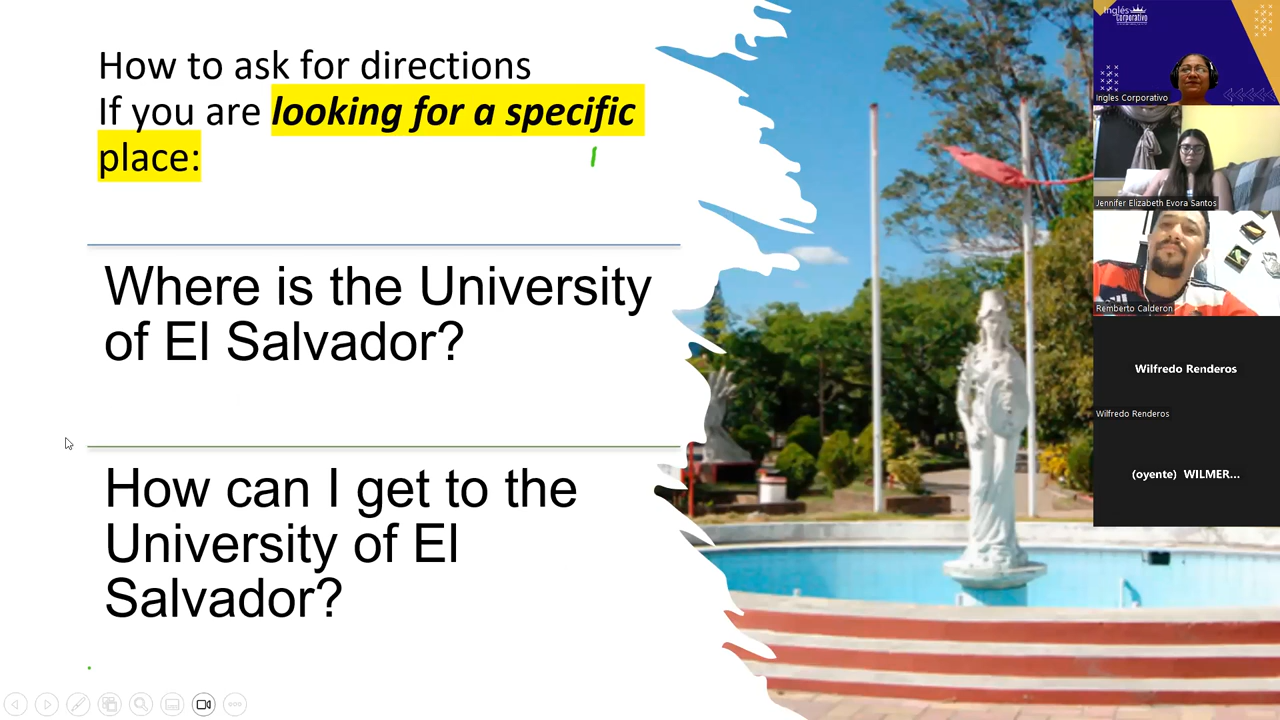 How to ask for directions
If you are looking for a specific
place:
Where is the University
of El Salvador?
How can I get to the
University of El
Salvador?
Inglés
Corporativo
Ingles Corporativo
Jennifer Elizabeth Evora Santos
Remberto Calderon
Wilfredo Renderos
Wilfredo Renderos
(oyente) WILMER...